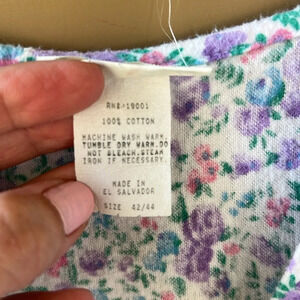 RN# 19001
100% COTTON
MACHINE WASH WARM.
TUMBLE DRY WARM.DO
NOT BLEACH.STEAM
IRON IF NECESSARY.
MADE IN
EL SALVADOR
SIZE 42/44